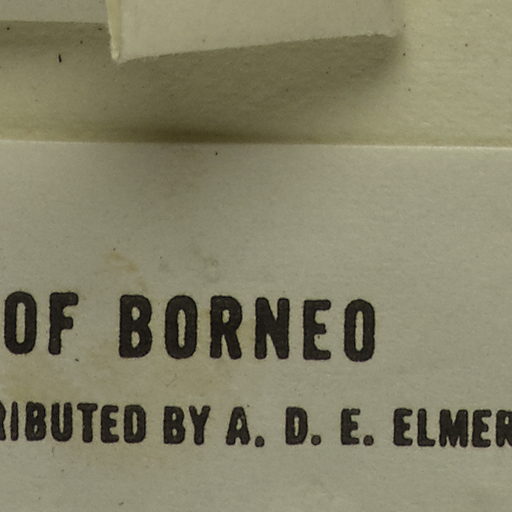 OF BORNEO
RIBUTED BY A. D. E. ELMER